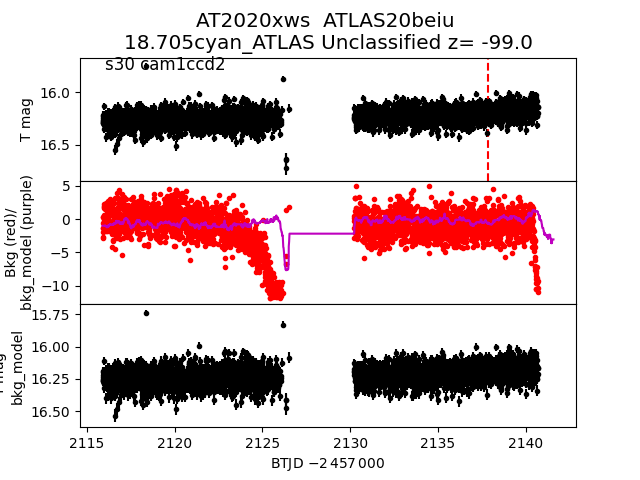 AT2020xws  ATLAS20beiu
18.705cyan_ATLAS Unclassified z= -99.0
s30 cam1ccd2
T mag
16.0
16.5
Bkg (red)/
bkg_model (purple)
5
0
−5
−10
bkg_model
15.75
16.00
16.25
16.50
2115
2120
2125
2130
2135
2140
BTJD −2 457 000